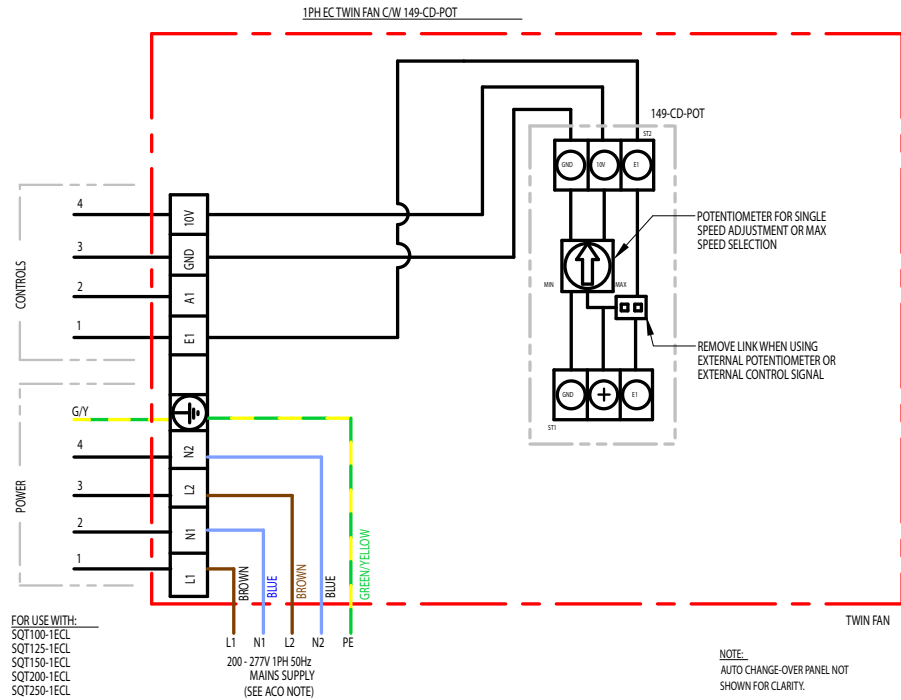 1PH EC TWIN FAN C/W 149-CD-POT
149-CD-POT
ST2
GND
10V
E1
POTENTIOMETER FOR SINGLE
SPEED ADJUSTMENT OR MAX
SPEED SELECTION
MIN
MAX
REMOVE LINK WHEN USING
EXTERNAL POTENTIOMETER OR
EXTERNAL CONTROL SIGNAL
GND
+
E1
ST1
CONTROLS
4
3
2
1
10V
GND
A1
E1
POWER
G/Y
4
3
2
1
N2
L2
N1
L1
BROWN
BLUE
BROWN
BLUE
GREEN/YELLOW
L1
N1
L2
N2
PE
200 - 277V 1PH 50Hz
MAINS SUPPLY
(SEE ACO NOTE)
TWIN FAN
FOR USE WITH:
SQT100-1ECL
SQT125-1ECL
SQT150-1ECL
SQT200-1ECL
SQT250-1ECL
NOTE:
AUTO CHANGE-OVER PANEL NOT
SHOWN FOR CLARITY.